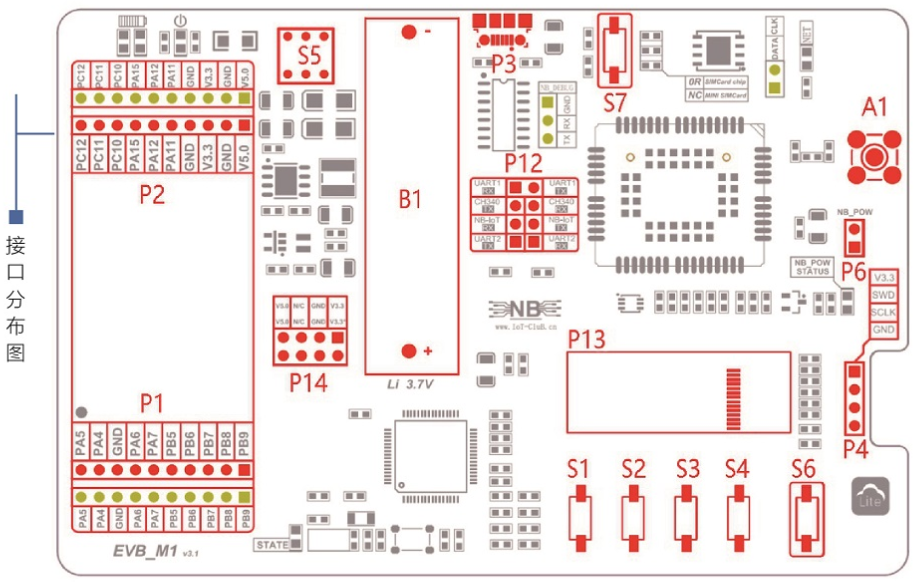 接
口
分
布
图
PC12 PC11 PC10 PA15 PA12 PA11 GND V3.3 GND V5.0
PC12 PC11 PC10 PA15 PA12 PA11 GND V3.3 GND V5.0
P2
P1
PA5 PA4 GND PA6 PA7 PB5 PB6 PB7 PB8 PB9
PA5 PA4 GND PA6 PA7 PB5 PB6 PB7 PB8 PB9
EVB_M1 v3.1
S5
-
B1
+
Li 3.7V
V5.0 N/C GND V3.3
V5.0 N/C GND V3.3*
P14
STATE
P3
NB_DEBUG
GND
RX
TX
P12
UART1 RX UART1 TX
CH340 TX CH340 RX
NB-IoT RX NB-IoT TX
UART2 TX UART2 RX
NB
www.IoT-Club.cn
S7
0R SIMCard chip
NC MINI SIMCard
DATA CLK
NET
A1
NB_POW
P6
NB_POW
STATUS
V3.3
SWD
SCLK
GND
P4
P13
S1 S2 S3 S4 S6
Lite